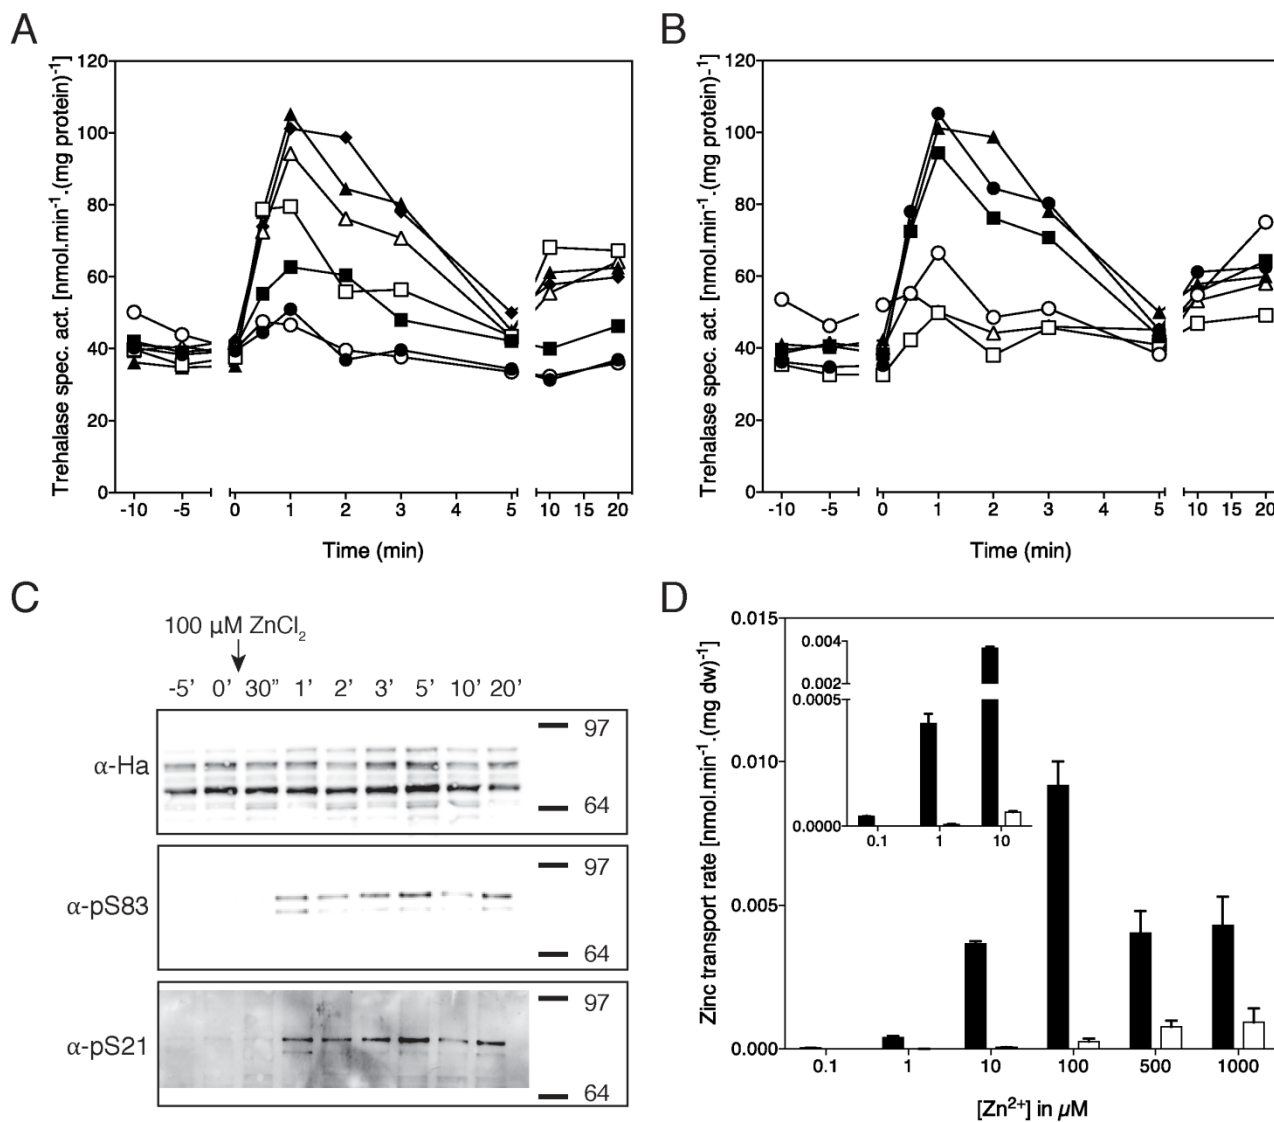 A
Trehalase spec. act. [nmol.min⁻¹.(mg protein)⁻¹]
120
100
80
60
40
20
0
-10 -5 0 1 2 3 4 5 10 15 20
Time (min)
B
Trehalase spec. act. [nmol.min⁻¹.(mg protein)-¹]
120
100
80
60
40
20
0
-10 -5 0 1 2 3 4 5 10 15 20
Time (min)
C
100 µM ZnCl₂
-5’ 0’ 30” 1’ 2’ 3’ 5’ 10’ 20’
α-Ha
97
64
α-pS83
97
64
α-pS21
97
64
D
Zinc transport rate [nmol.min⁻¹.(mg dw)⁻¹]
0.015
0.010
0.005
0.000
0.004
0.002
0.0005
0.0000
0.1 1 10
0.1 1 10 100 500 1000
[Zn²⁺] in µM